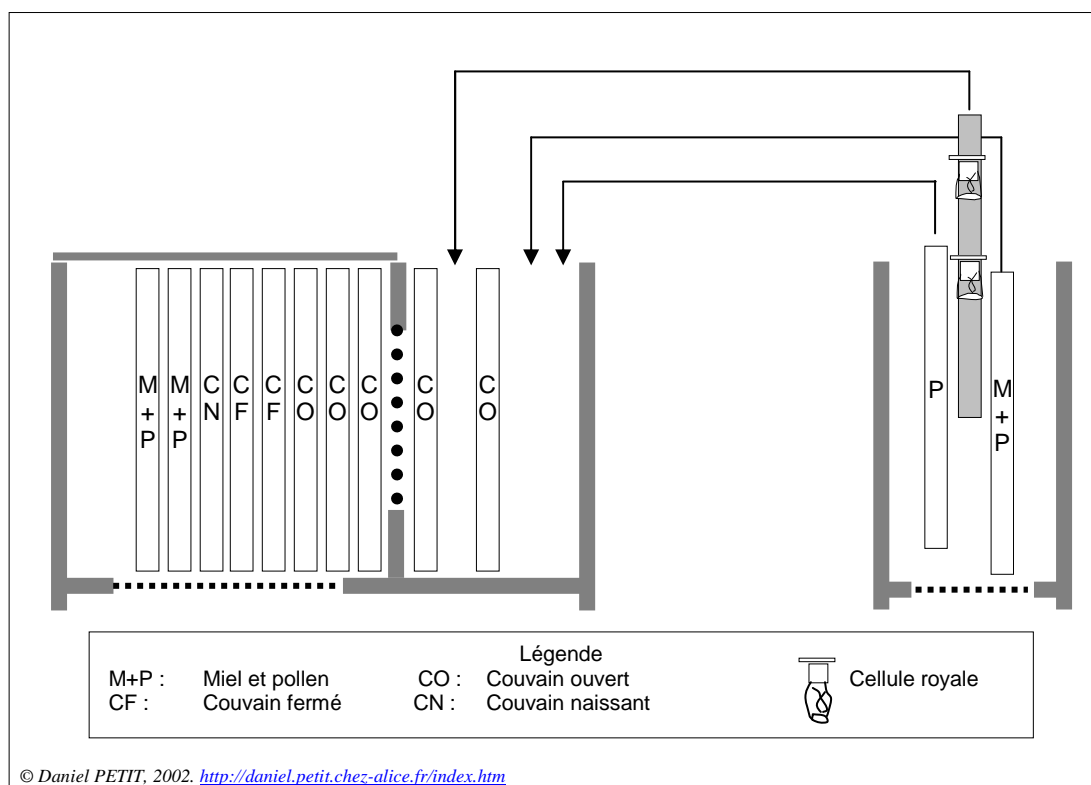 M + P
M + P
C N
C F
C F
C O
C O
C O
C O
C O
P
M + P
Légende
M+P : Miel et pollen CO : Couvain ouvert Cellule royale
CF : Couvain fermé CN : Couvain naissant
© Daniel PETIT, 2002. http://daniel.petit.chez-alice.fr/index.htm